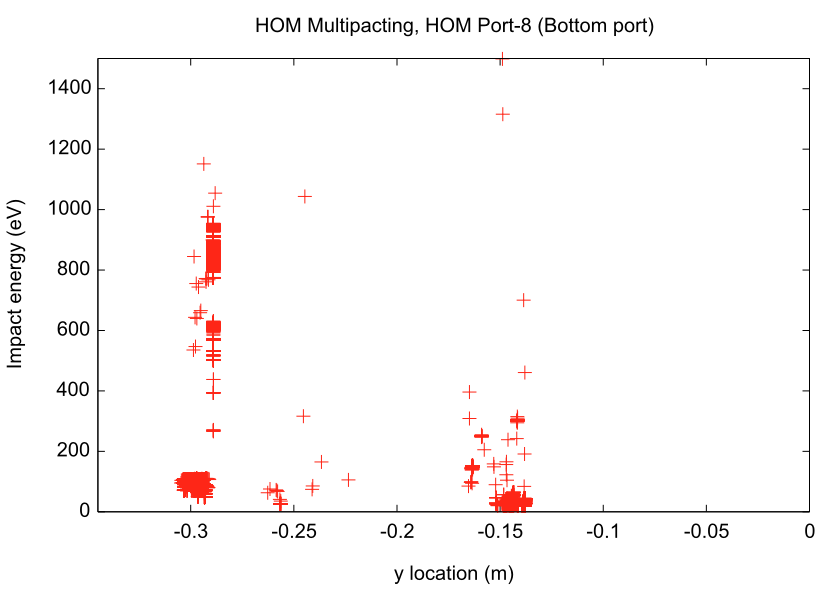 HOM Multipacting, HOM Port-8 (Bottom port)
1400
1200
1000
800
600
400
200
0
Impact energy (eV)
-0.3 -0.25 -0.2 -0.15 -0.1 -0.05 0
y location (m)